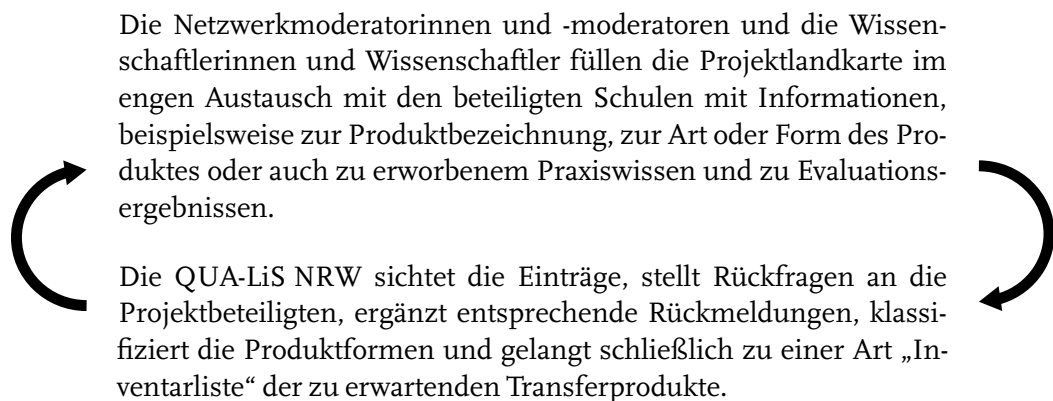 Die Netzwerkmoderatorinnen und -moderatoren und die Wissen-
schaftlerinnen und Wissenschaftler füllen die Projektlandkarte im
engen Austausch mit den beteiligten Schulen mit Informationen,
beispielsweise zur Produktbezeichnung, zur Art oder Form des Pro-
duktes oder auch zu erworbenem Praxiswissen und zu Evaluations-
ergebnissen.
Die QUA-LiS NRW sichtet die Einträge, stellt Rückfragen an die
Projektbeteiligten, ergänzt entsprechende Rückmeldungen, klassi-
fiziert die Produktformen und gelangt schließlich zu einer Art „In-
ventarliste“ der zu erwartenden Transferprodukte.